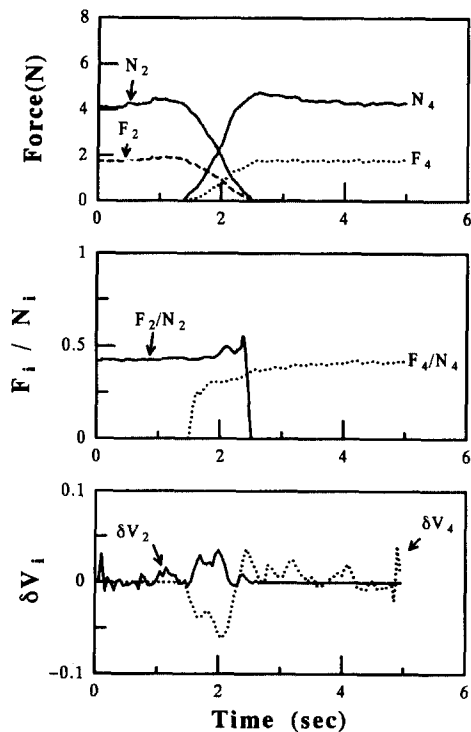 8
6
4
2
0
Force(N)
N2
F2
N4
F4
0 2 4 6
1
0.5
0
Fi / Ni
F2/N2
F4/N4
0 2 4 6
0.1
0
-0.1
δVi
δV2
δV4
0 2 4 6
Time (sec)